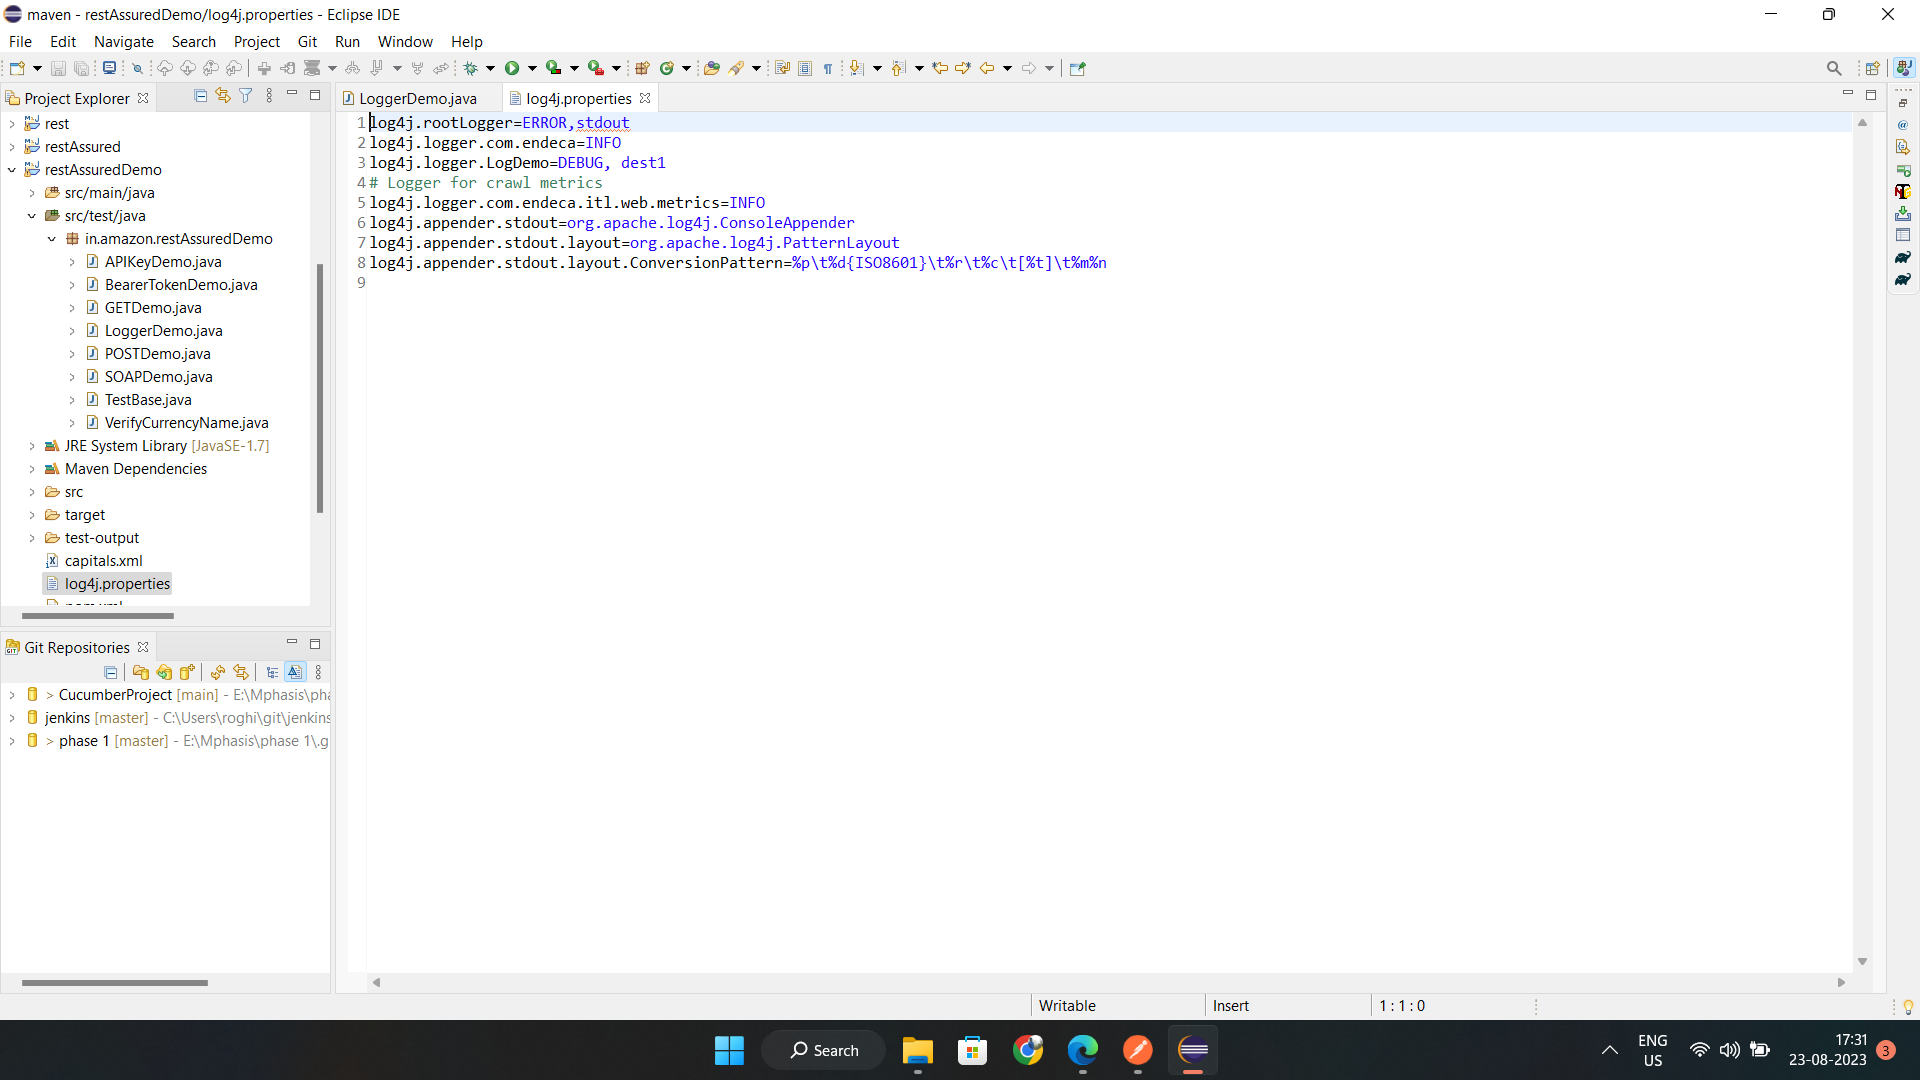 maven - restAssuredDemo/log4j.properties - Eclipse IDE
File Edit Navigate Search Project Git Run Window Help
Project Explorer
rest
restAssured
restAssuredDemo
src/main/java
src/test/java
in.amazon.restAssuredDemo
APIKeyDemo.java
BearerTokenDemo.java
GETDemo.java
LoggerDemo.java
POSTDemo.java
SOAPDemo.java
TestBase.java
VerifyCurrencyName.java
JRE System Library [JavaSE-1.7]
Maven Dependencies
src
target
test-output
capitals.xml
log4j.properties
Git Repositories
> CucumberProject [main] - E:\Mphasis\pha
jenkins [master] - C:\Users\roghi\git\jenkins
> phase 1 [master] - E:\Mphasis\phase 1\.g
LoggerDemo.java log4j.properties
1 log4j.rootLogger=ERROR,stdout
2 log4j.logger.com.endeca=INFO
3 log4j.logger.LogDemo=DEBUG, dest1
4 # Logger for crawl metrics
5 log4j.logger.com.endeca.itl.web.metrics=INFO
6 log4j.appender.stdout=org.apache.log4j.ConsoleAppender
7 log4j.appender.stdout.layout=org.apache.log4j.PatternLayout
8 log4j.appender.stdout.layout.ConversionPattern=%p\t%d{ISO8601}\t%r\t%c\t[%t]\t%m%n
9
Writable Insert 1 : 1 : 0
Search
ENG
US
17:31
23-08-2023
3